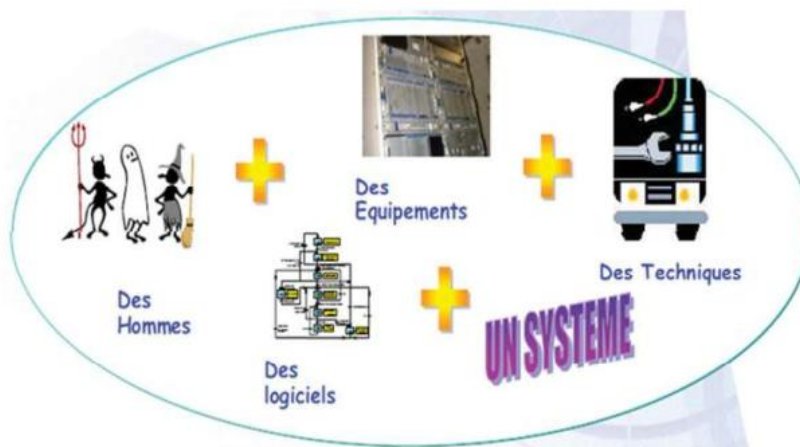 Des
Equipements
Des Techniques
Des
Hommes
UN SYSTEME
Des
logiciels